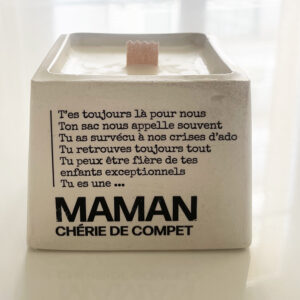 T'es toujours là pour nous
Ton sac nous appelle souvent
Tu as survécu à nos crises d'ado
Tu retrouves toujours tout
Tu peux être fière de tes
enfants exceptionnels
Tu es une ...
MAMAN
CHÉRIE DE COMPET